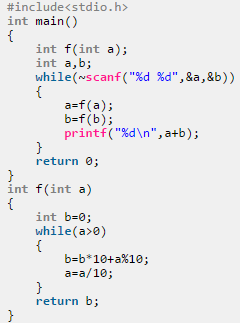 #include<stdio.h>
int main()
{
    int f(int a);
    int a,b;
    while(~scanf("%d %d",&a,&b))
    {
        a=f(a);
        b=f(b);
        printf("%d\n",a+b);
    }
    return 0;
}
int f(int a)
{
    int b=0;
    while(a>0)
    {
        b=b*10+a%10;
        a=a/10;
    }
    return b;
}